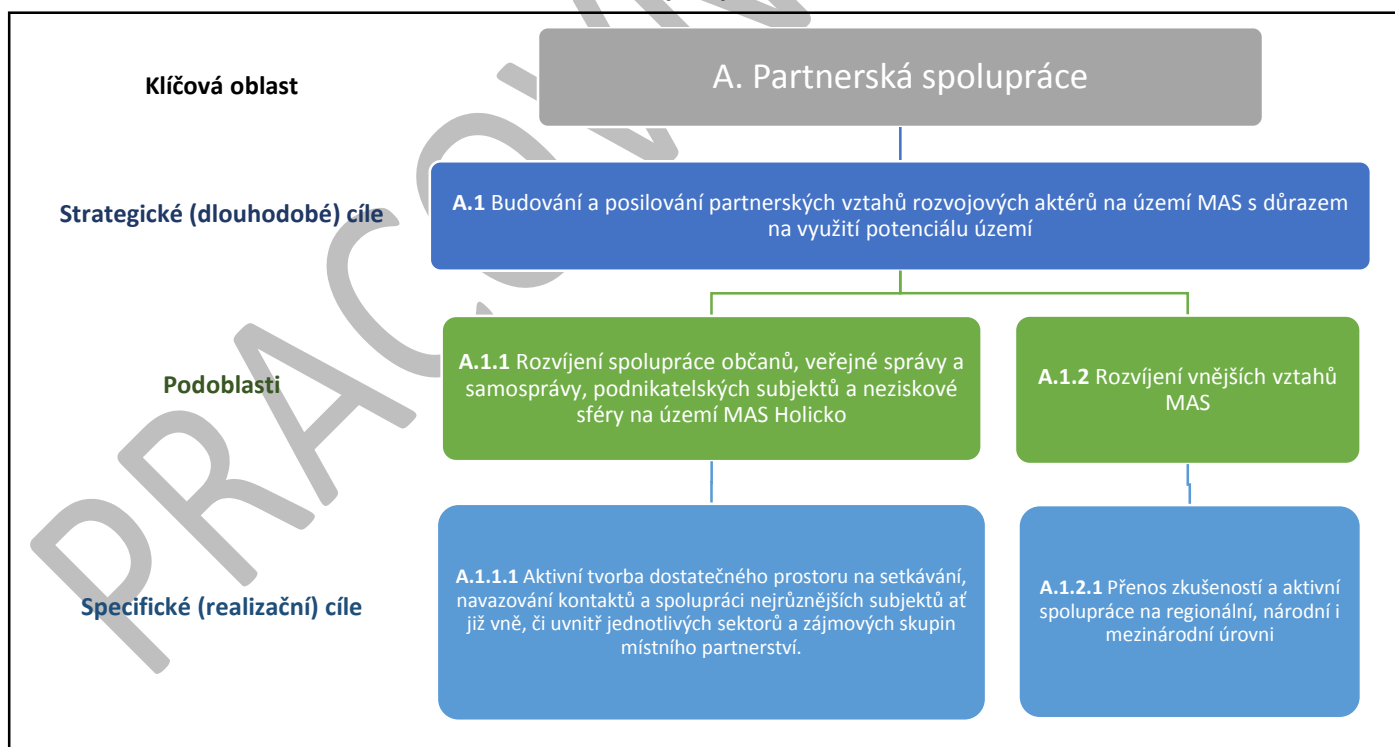 Klíčová oblast
A. Partnerská spolupráce
Strategické (dlouhodobé) cíle
A.1 Budování a posilování partnerských vztahů rozvojových aktérů na území MAS s důrazem
na využití potenciálu území
Podoblasti
A.1.1 Rozvíjení spolupráce občanů, veřejné správy a
samosprávy, podnikatelských subjektů a neziskové
sféry na území MAS Holicko
A.1.2 Rozvíjení vnějších vztahů
MAS
Specifické (realizační) cíle
A.1.1.1 Aktivní tvorba dostatečného prostoru na setkávání,
navazování kontaktů a spolupráci nejrůznějších subjektů ať
již vně, či uvnitř jednotlivých sektorů a zájmových skupin
místního partnerství.
A.1.2.1 Přenos zkušeností a aktivní
spolupráce na regionální, národní i
mezinárodní úrovni